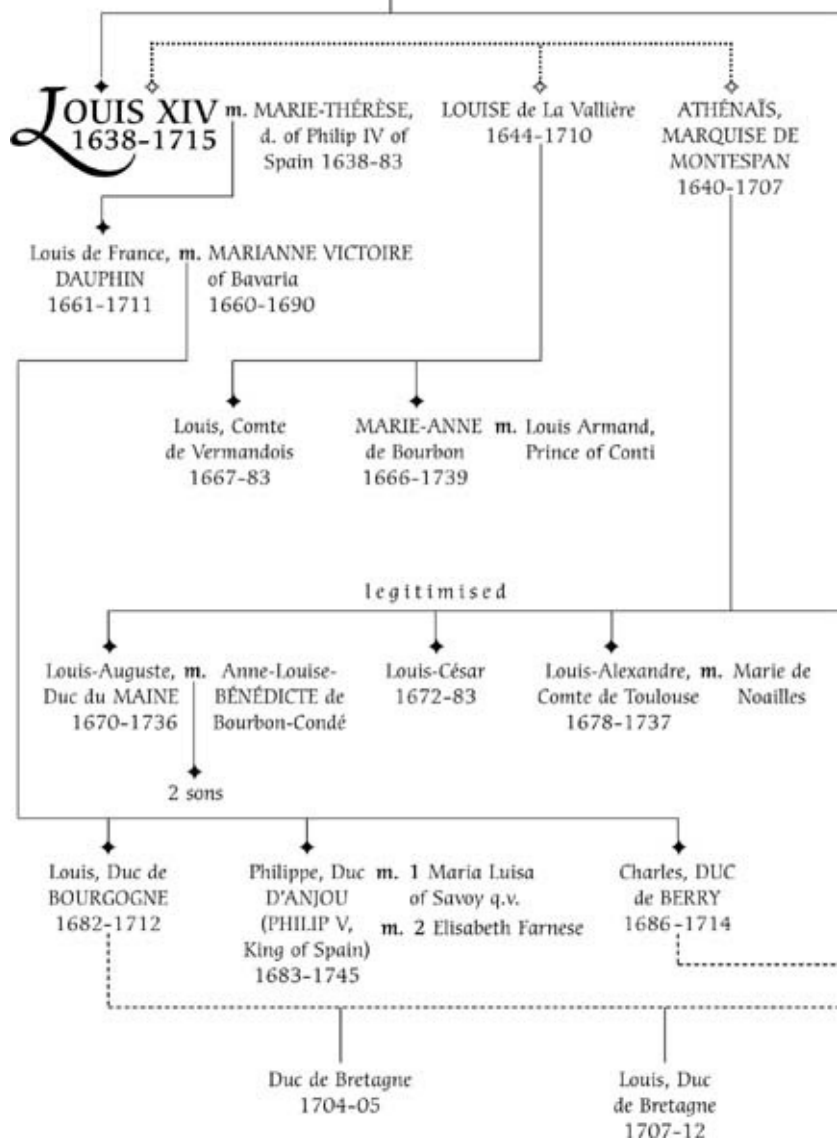 LOUIS XIV
1638-1715
m. MARIE-THÉRÈSE,
d. of Philip IV of
Spain 1638-83
LOUISE de La Vallière
1644-1710
ATHÉNAÏS,
MARQUISE DE
MONTESPAN
1640-1707
Louis de France,
DAUPHIN
1661-1711
m. MARIANNE VICTOIRE
of Bavaria
1660-1690
Louis, Comte
de Vermandois
1667-83
MARIE-ANNE
de Bourbon
1666-1739
m. Louis Armand,
Prince of Conti
legitimised
Louis-Auguste,
Duc du MAINE
1670-1736
m. Anne-Louise-
BÉNÉDICTE de
Bourbon-Condé
Louis-César
1672-83
Louis-Alexandre,
Comte de Toulouse
1678-1737
m. Marie de
Noailles
2 sons
Louis, Duc de
BOURGOGNE
1682-1712
Philippe, Duc
D'ANJOU
(PHILIP V,
King of Spain)
1683-1745
m. 1 Maria Luisa
of Savoy q.v.
m. 2 Elisabeth Farnese
Charles, DUC
de BERRY
1686-1714
Duc de Bretagne
1704-05
Louis, Duc
de Bretagne
1707-12